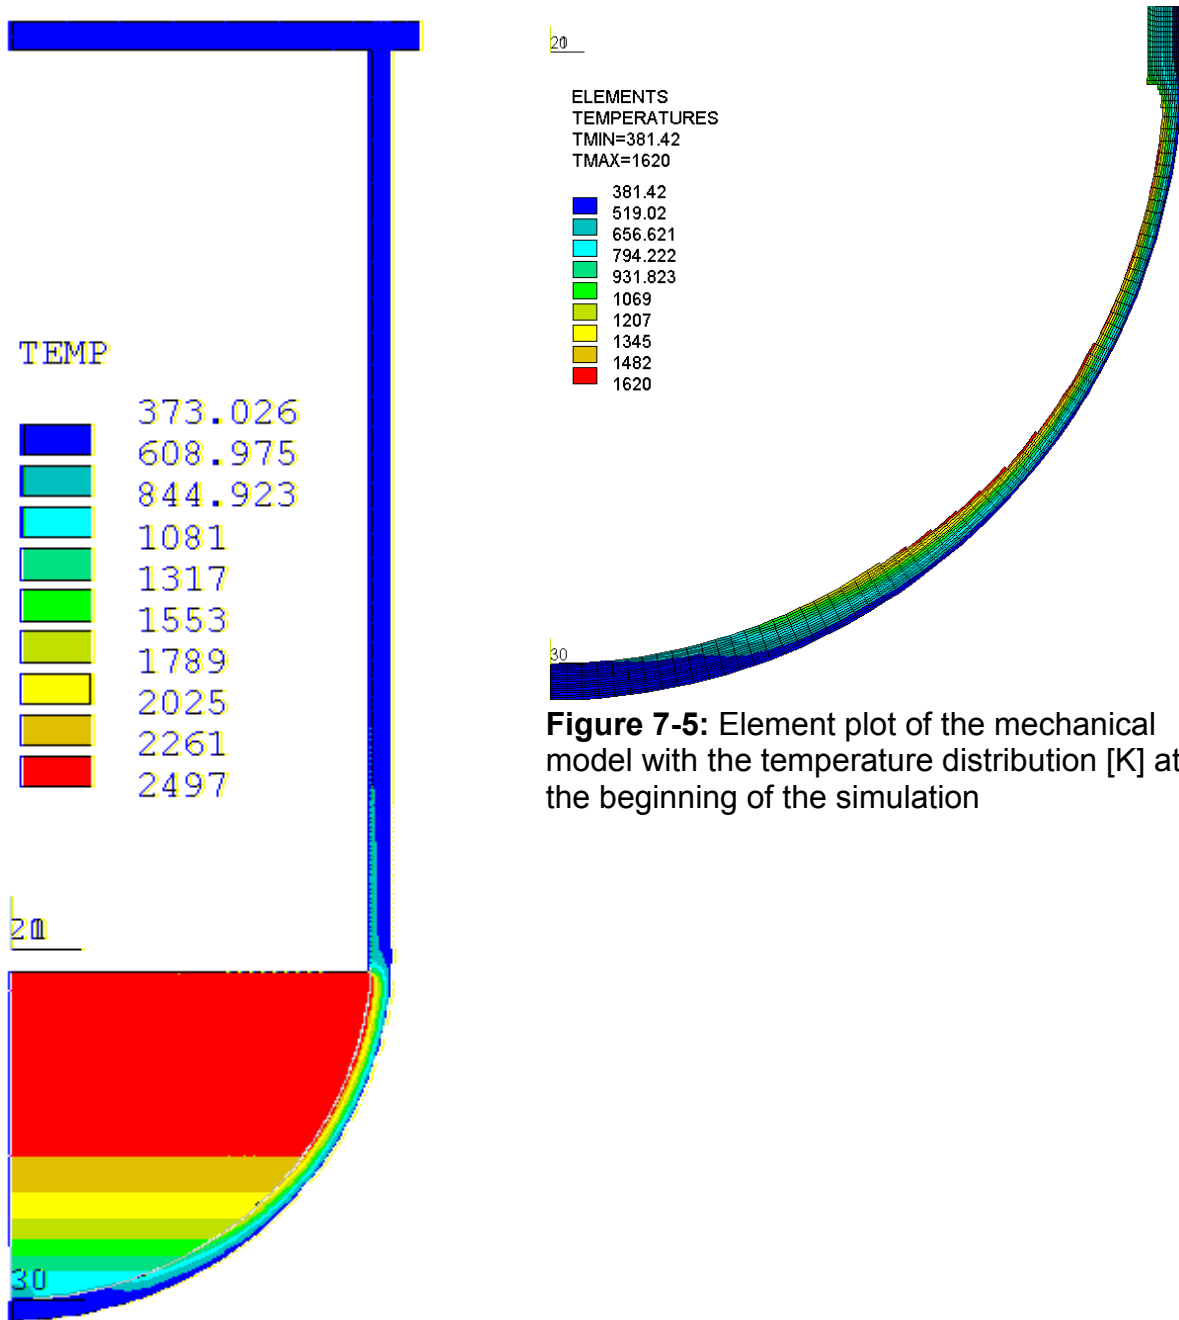 TEMP
373.026
608.975
844.923
1081
1317
1553
1789
2025
2261
2497
30
ELEMENTS
TEMPERATURES
TMIN=381.42
TMAX=1620
381.42
519.02
656.621
794.222
931.823
1069
1207
1345
1482
1620
30
Figure 7-5: Element plot of the mechanical
model with the temperature distribution [K] at
the beginning of the simulation